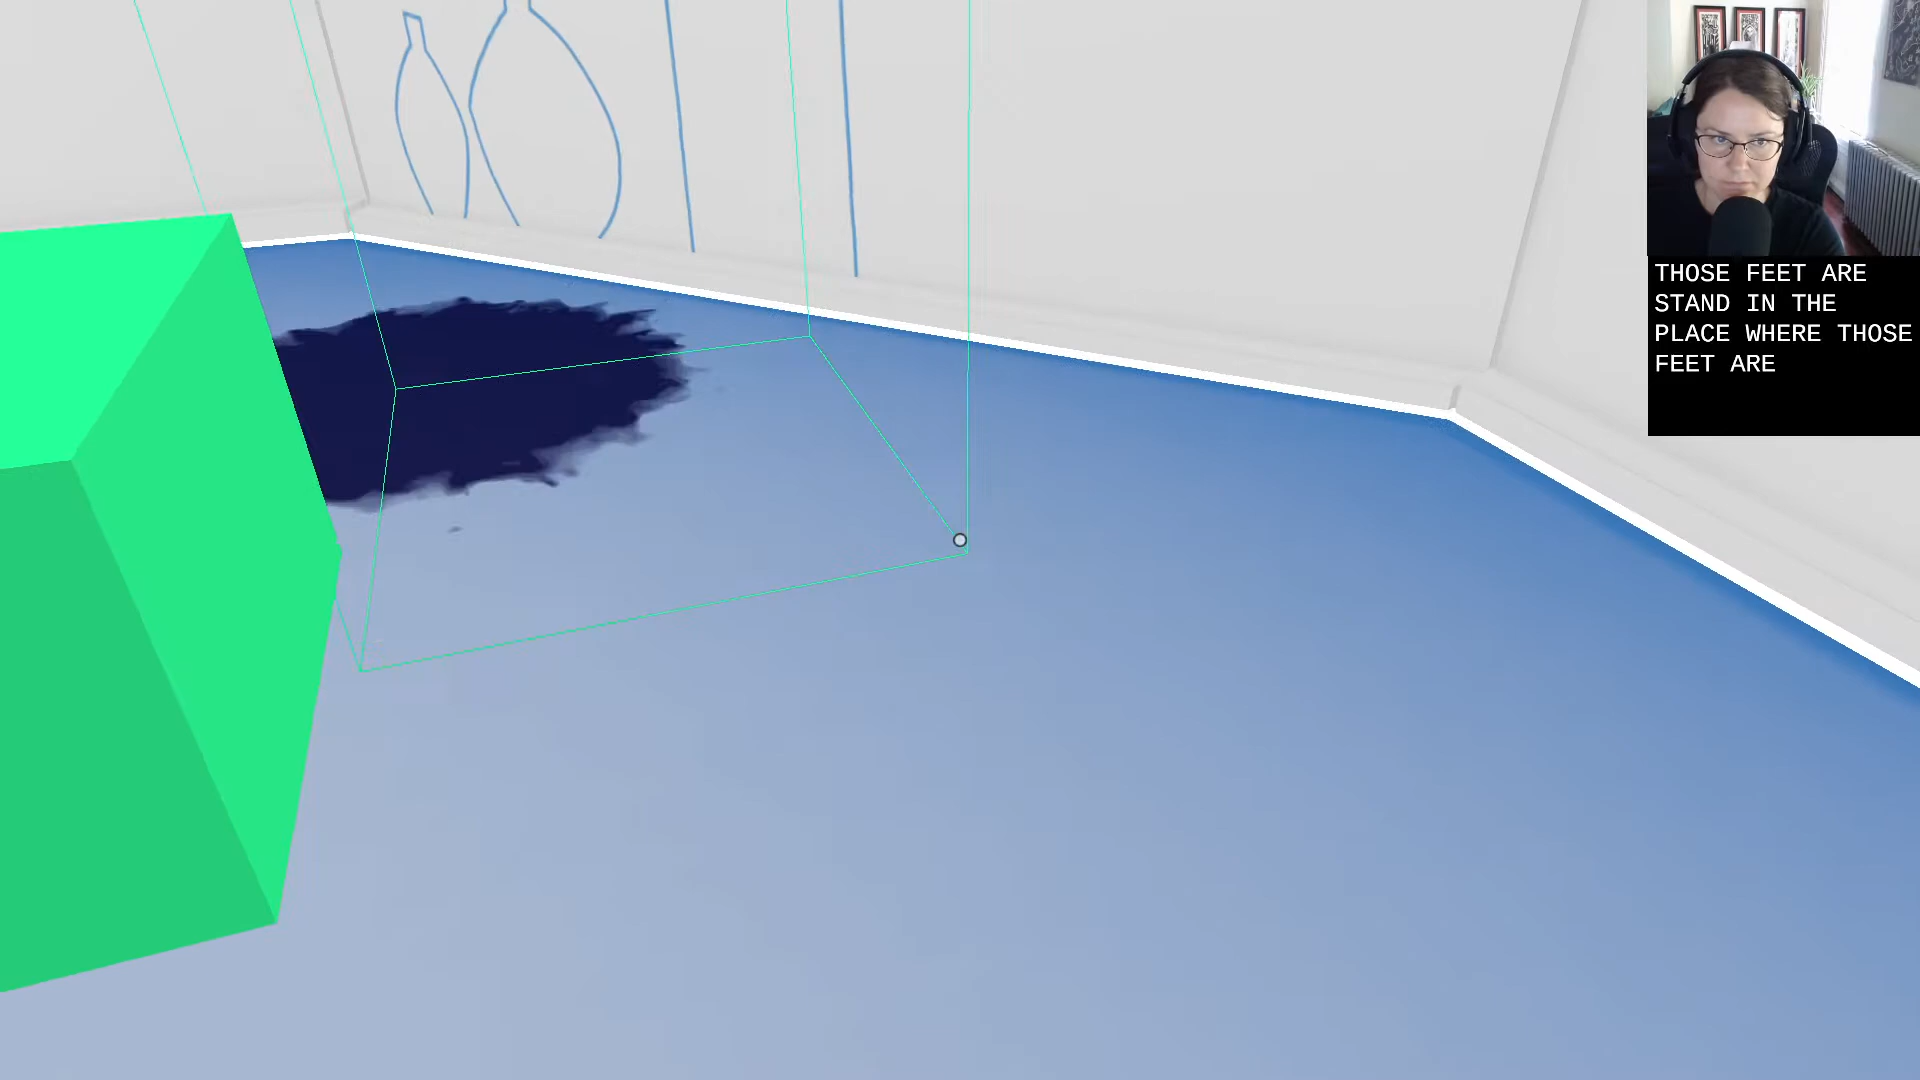 THOSE FEET ARE
STAND IN THE
PLACE WHERE THOSE
FEET ARE